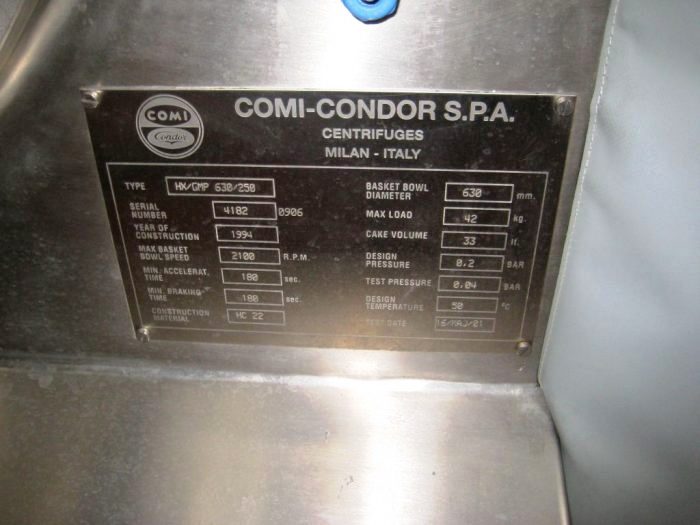 COMI
Condor
COMI-CONDOR S.P.A.
CENTRIFUGES
MILAN - ITALY
TYPE HX/GMP 630/250
SERIAL NUMBER 4182 0906
YEAR OF CONSTRUCTION 1994
MAX BASKET BOWL SPEED 2100 R.P.M.
MIN. ACCELERAT. TIME 180 sec.
MIN. BRAKING TIME 180 sec.
CONSTRUCTION MATERIAL HC 22
BASKET BOWL DIAMETER 630 mm.
MAX LOAD 42 kg.
CAKE VOLUME 33 lt.
DESIGN PRESSURE 0,2 BAR
TEST PRESSURE 0.04 BAR
DESIGN TEMPERATURE 50 °C
TEST DATE